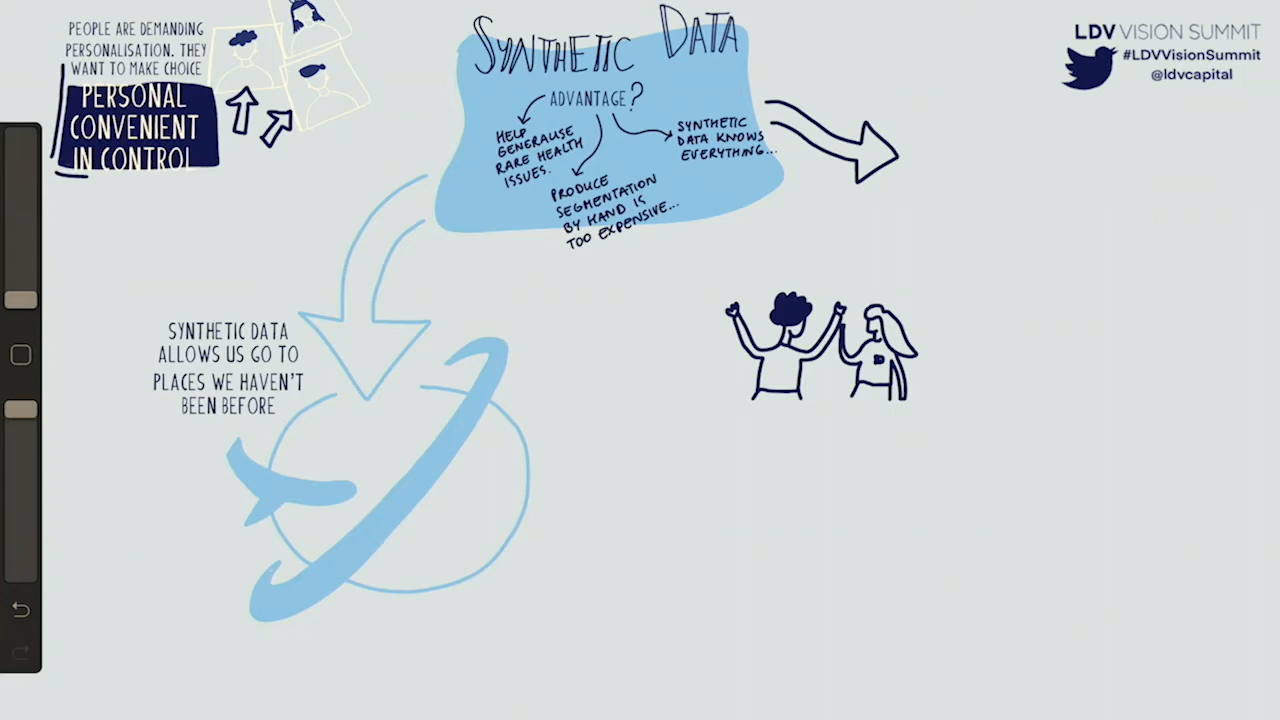 PEOPLE ARE DEMANDING
PERSONALISATION. THEY
WANT TO MAKE CHOICE
PERSONAL
CONVENIENT
IN CONTROL
SYNTHETIC DATA
ADVANTAGE?
HELP
GENERAUSE
RARE HEALTH
ISSUES.
PRODUCE
SEGMENTATION
BY HAND IS
TOO EXPENSIVE...
SYNTHETIC
DATA KNOWS
EVERYTHING...
LDV VISION SUMMIT
#LDVVisionSummit
@ldvcapital
SYNTHETIC DATA
ALLOWS US GO TO
PLACES WE HAVEN'T
BEEN BEFORE